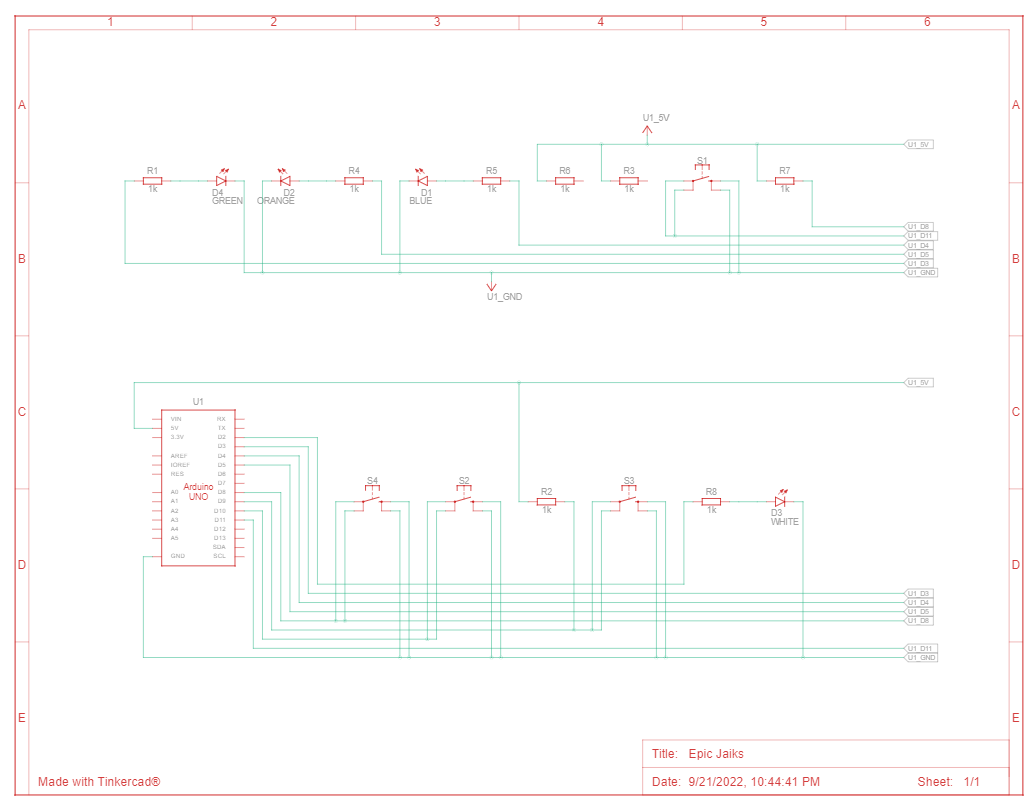 1 2 3 4 5 6
A A
U1_5V
U1_5V
R1 R4 R5 R6 R3 S1 R7
1k 1k 1k 1k 1k 1k
D4 D2 D1
GREEN ORANGE BLUE
U1_D8
U1_D11
U1_D4
U1_D5
B B
U1_D3
U1_GND
U1_GND
U1_5V
U1
C C
VIN RX
5V TX
3.3V D2
D3
AREF D4
IOREF D5
RES D6
D7
Arduino
UNO
A0 D8
A1 D9
A2 D10
A3 D11
A4 D12
A5 D13
SDA
GND SCL
S4 S2 R2 S3 R8
1k 1k
D3
WHITE
D D
U1_D3
U1_D4
U1_D5
U1_D8
U1_D11
U1_GND
E E
Title: Epic Jaiks
Made with Tinkercad®
Date: 9/21/2022, 10:44:41 PM Sheet: 1/1